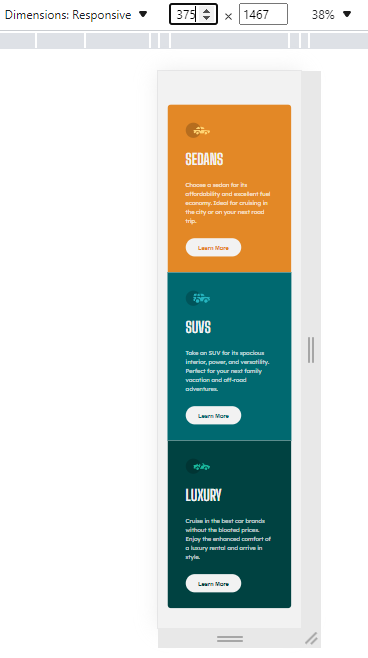 Dimensions: Responsive 375 × 1467 38%
SEDANS
Choose a sedan for its
affordability and excellent fuel
economy. Ideal for cruising in
the city or on your next road
trip.
Learn More
SUVS
Take an SUV for its spacious
interior, power, and versatility.
Perfect for your next family
vacation and off-road
adventures.
Learn More
LUXURY
Cruise in the best car brands
without the bloated prices.
Enjoy the enhanced comfort of
a luxury rental and arrive in
style.
Learn More